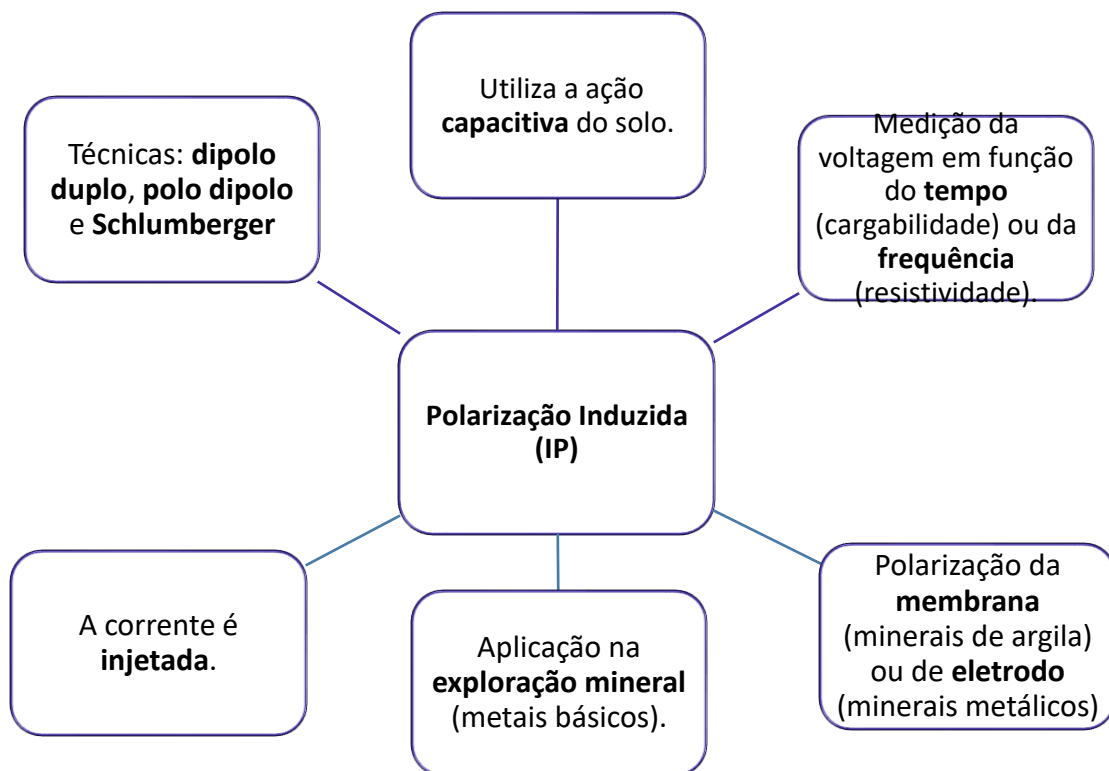 Utiliza a ação
capacitiva do solo.
Técnicas: dipolo
duplo, polo dipolo
e Schlumberger
Medição da
voltagem em função
do tempo
(cargabilidade) ou da
frequência
(resistividade).
Polarização Induzida
(IP)
A corrente é
injetada.
Aplicação na
exploração mineral
(metais básicos).
Polarização da
membrana
(minerais de argila)
ou de eletrodo
(minerais metálicos)